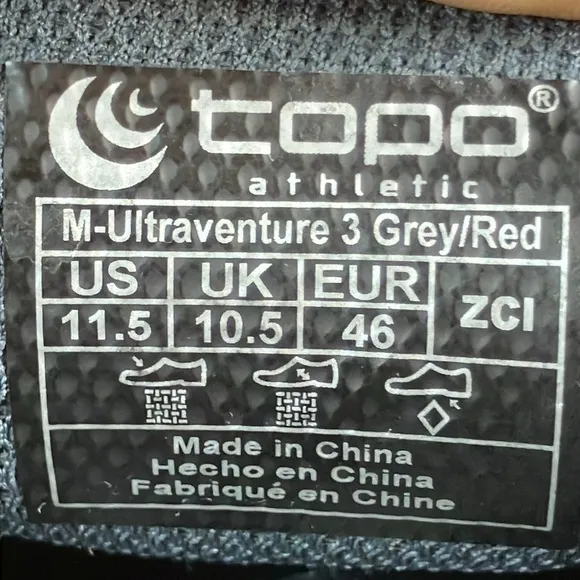 topo®
athletic
M-Ultraventure 3 Grey/Red
US UK EUR ZCI
11.5 10.5 46
Made in China
Hecho en China
Fabriqué en Chine